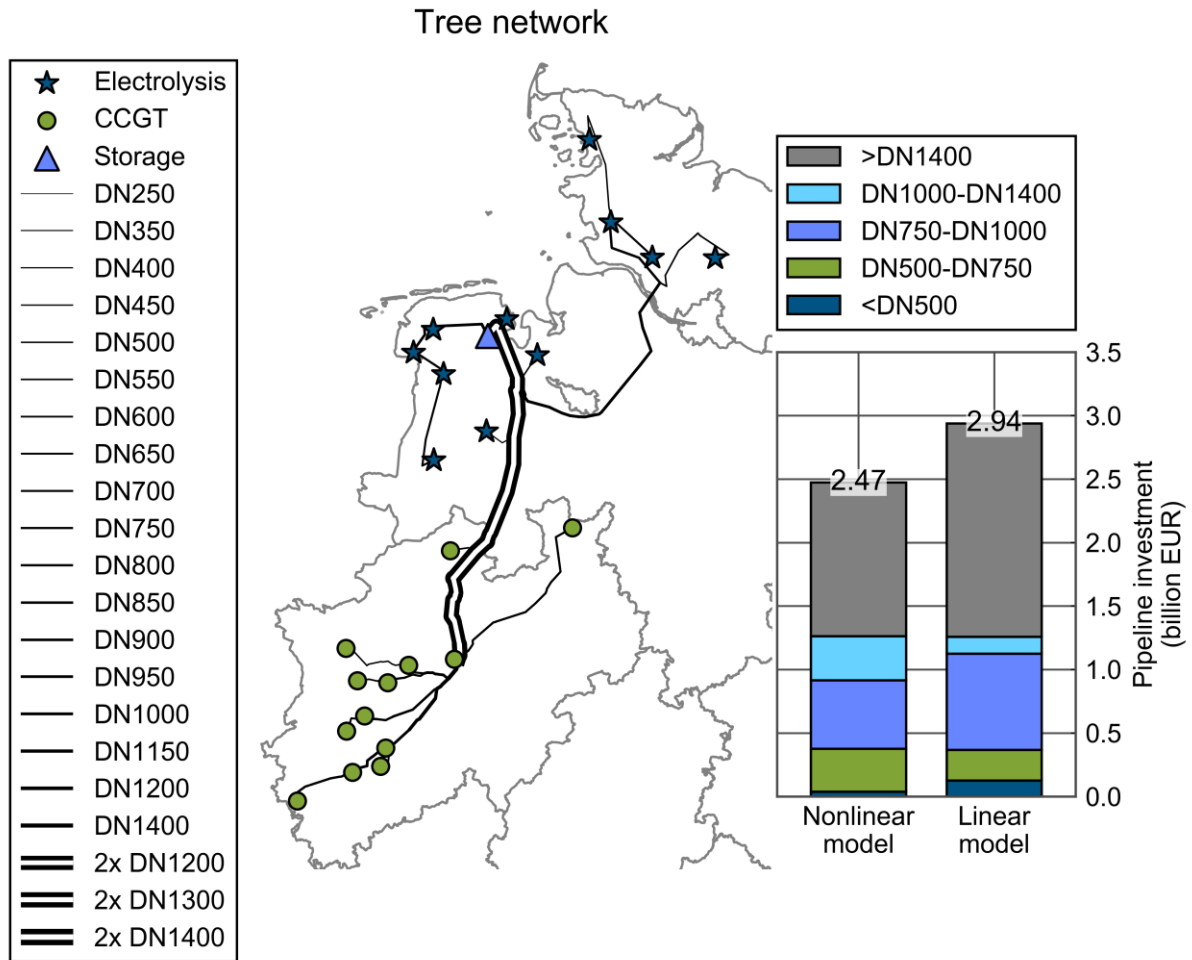 Tree network
Electrolysis
CCGT
Storage
DN250
DN350
DN400
DN450
DN500
DN550
DN600
DN650
DN700
DN750
DN800
DN850
DN900
DN950
DN1000
DN1150
DN1200
DN1400
2x DN1200
2x DN1300
2x DN1400
>DN1400
DN1000-DN1400
DN750-DN1000
DN500-DN750
<DN500
3.5
3.0
2.5
2.0
1.5
1.0
0.5
0.0
2.47
2.94
Pipeline investment
(billion EUR)
Nonlinear
model
Linear
model